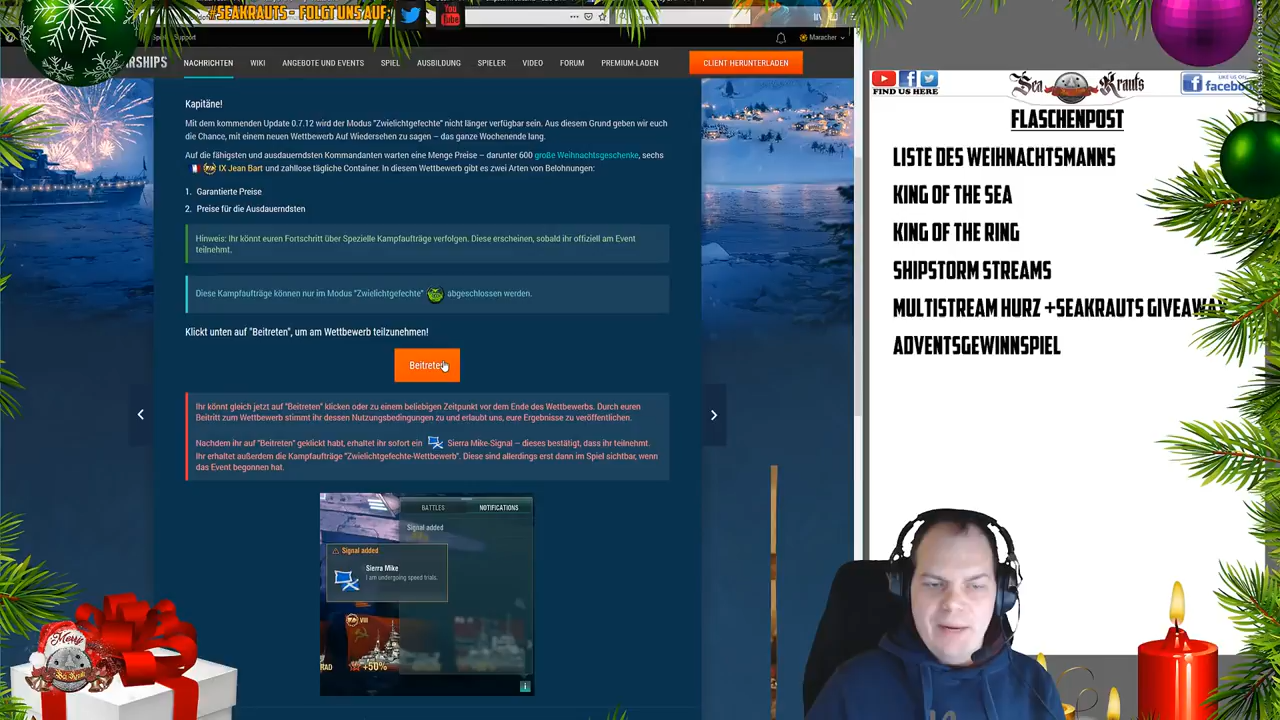 #SEAKRAUTS - FOLGT UNS AUF:
You
Tube
Support
Maracher
NACHRICHTEN
WIKI
ANGEBOTE UND EVENTS
SPIEL
AUSBILDUNG
SPIELER
VIDEO
FORUM
PREMIUM-LADEN
CLIENT HERUNTERLADEN
Kapitäne!
Mit dem kommenden Update 0.7.12 wird der Modus "Zwielichtgefechte" nicht länger verfügbar sein. Aus diesem Grund geben wir euch
die Chance, mit einem neuen Wettbewerb Auf Wiedersehen zu sagen – das ganze Wochenende lang.
Auf die fähigsten und ausdauerndsten Kommandanten warten eine Menge Preise – darunter 600 große Weihnachtsgeschenke, sechs
IX Jean Bart und zahllose tägliche Container. In diesem Wettbewerb gibt es zwei Arten von Belohnungen:
1. Garantierte Preise
2. Preise für die Ausdauerndsten
Hinweis: Ihr könnt euren Fortschritt über Spezielle Kampfaufträge verfolgen. Diese erscheinen, sobald ihr offiziell am Event
teilnehmt.
Diese Kampfaufträge können nur im Modus "Zwielichtgefechte" abgeschlossen werden.
Klickt unten auf "Beitreten", um am Wettbewerb teilzunehmen!
Beitreten
Ihr könnt gleich jetzt auf "Beitreten" klicken oder zu einem beliebigen Zeitpunkt vor dem Ende des Wettbewerbs. Durch euren
Beitritt zum Wettbewerb stimmt ihr dessen Nutzungsbedingungen zu und erlaubt uns, eure Ergebnisse zu veröffentlichen.
Nachdem ihr auf "Beitreten" geklickt habt, erhaltet ihr sofort ein Sierra Mike-Signal – dieses bestätigt, dass ihr teilnehmt.
Ihr erhaltet außerdem die Kampfaufträge "Zwielichtgefechte-Wettbewerb". Diese sind allerdings erst dann im Spiel sichtbar, wenn
das Event begonnen hat.
BATTLES
NOTIFICATIONS
Signal added
Signal added
Sierra Mike
I am undergoing speed trials.
VIII
+50%
FIND US HERE
Sea Krauts
LIKE US ON
FLASCHENPOST
LISTE DES WEIHNACHTSMANNS
KING OF THE SEA
KING OF THE RING
SHIPSTORM STREAMS
MULTISTREAM HURZ +SEAKRAUTS GIVEAWAY
ADVENTSGEWINNSPIEL
Merry